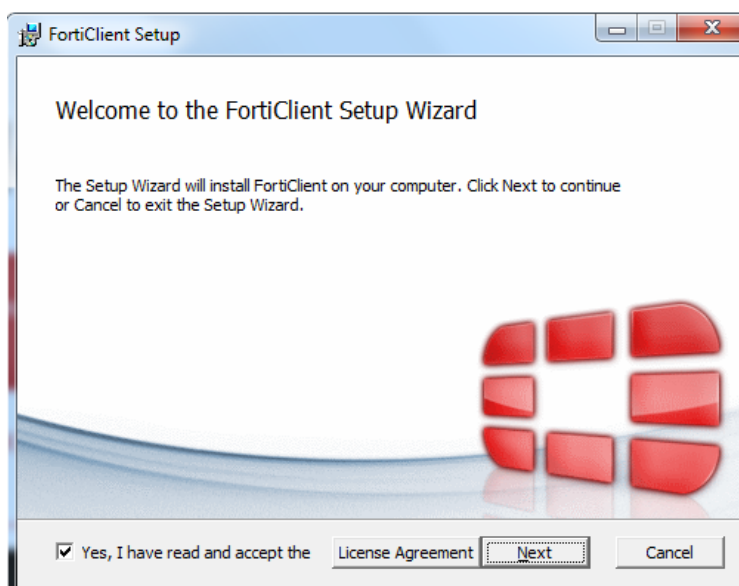 FortiClient Setup
Welcome to the FortiClient Setup Wizard
The Setup Wizard will install FortiClient on your computer. Click Next to continue
or Cancel to exit the Setup Wizard.
Yes, I have read and accept the License Agreement Next Cancel